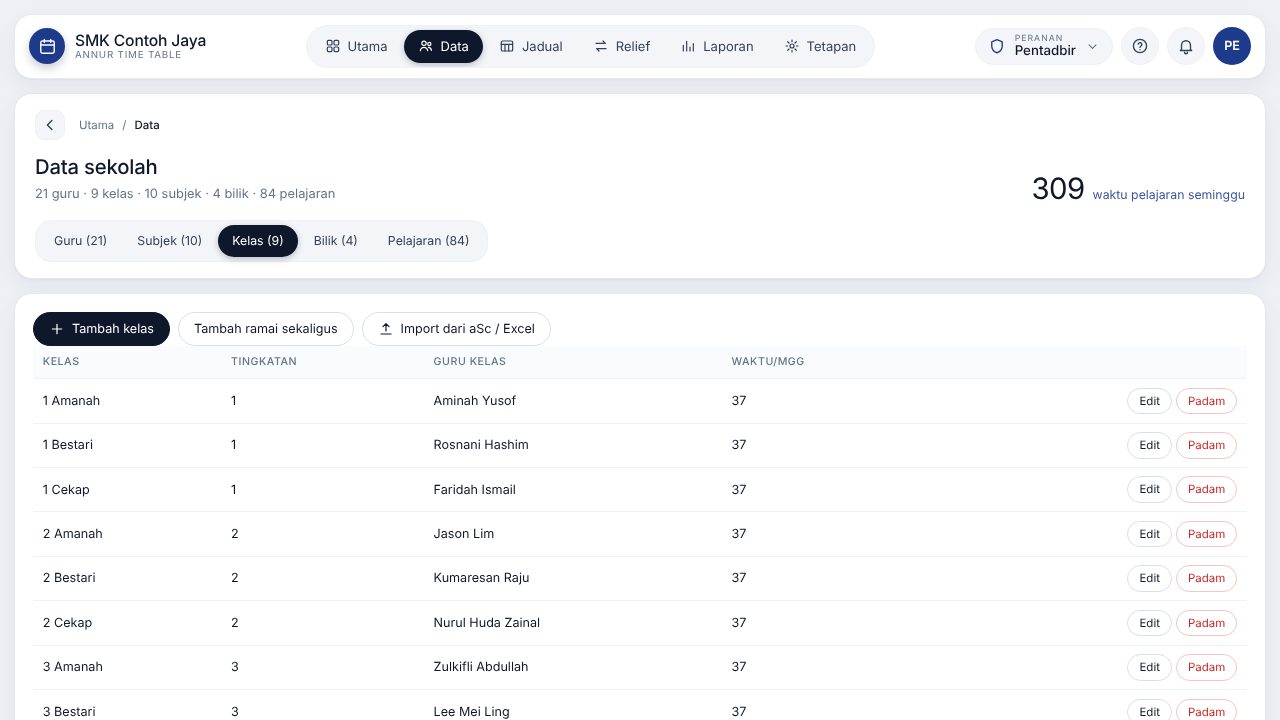 SMK Contoh Jaya
ANNUR TIME TABLE
Utama
Data
Jadual
Relief
Laporan
Tetapan
PERANAN
Pentadbir
PE
Utama / Data
Data sekolah
21 guru · 9 kelas · 10 subjek · 4 bilik · 84 pelajaran
309 waktu pelajaran seminggu
Guru (21)
Subjek (10)
Kelas (9)
Bilik (4)
Pelajaran (84)
Tambah kelas
Tambah ramai sekaligus
Import dari aSc / Excel
KELAS TINGKATAN GURU KELAS WAKTU/MGG
1 Amanah 1 Aminah Yusof 37 Edit Padam
1 Bestari 1 Rosnani Hashim 37 Edit Padam
1 Cekap 1 Faridah Ismail 37 Edit Padam
2 Amanah 2 Jason Lim 37 Edit Padam
2 Bestari 2 Kumaresan Raju 37 Edit Padam
2 Cekap 2 Nurul Huda Zainal 37 Edit Padam
3 Amanah 3 Zulkifli Abdullah 37 Edit Padam
3 Bestari 3 Lee Mei Ling 37 Edit Padam